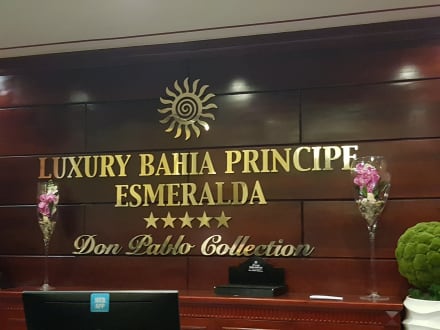 LUXURY BAHIA PRINCIPE
ESMERALDA
Don Pablo Collection